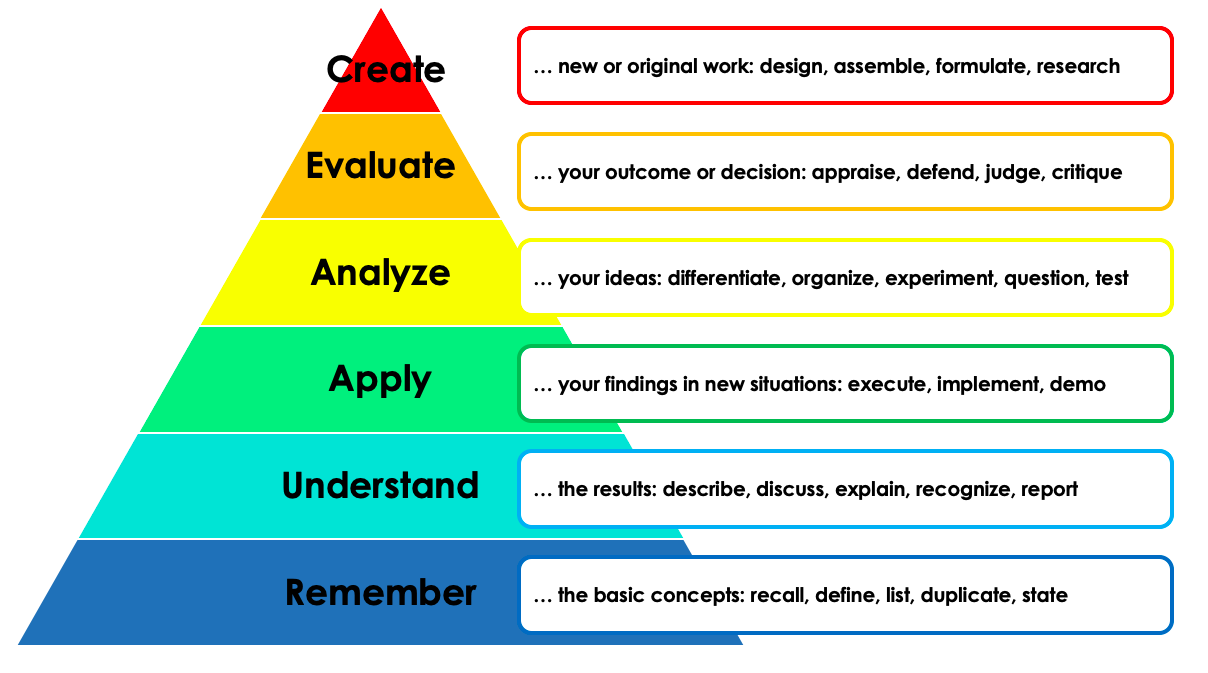 Create
… new or original work: design, assemble, formulate, research
Evaluate
… your outcome or decision: appraise, defend, judge, critique
Analyze
… your ideas: differentiate, organize, experiment, question, test
Apply
… your findings in new situations: execute, implement, demo
Understand
… the results: describe, discuss, explain, recognize, report
Remember
… the basic concepts: recall, define, list, duplicate, state